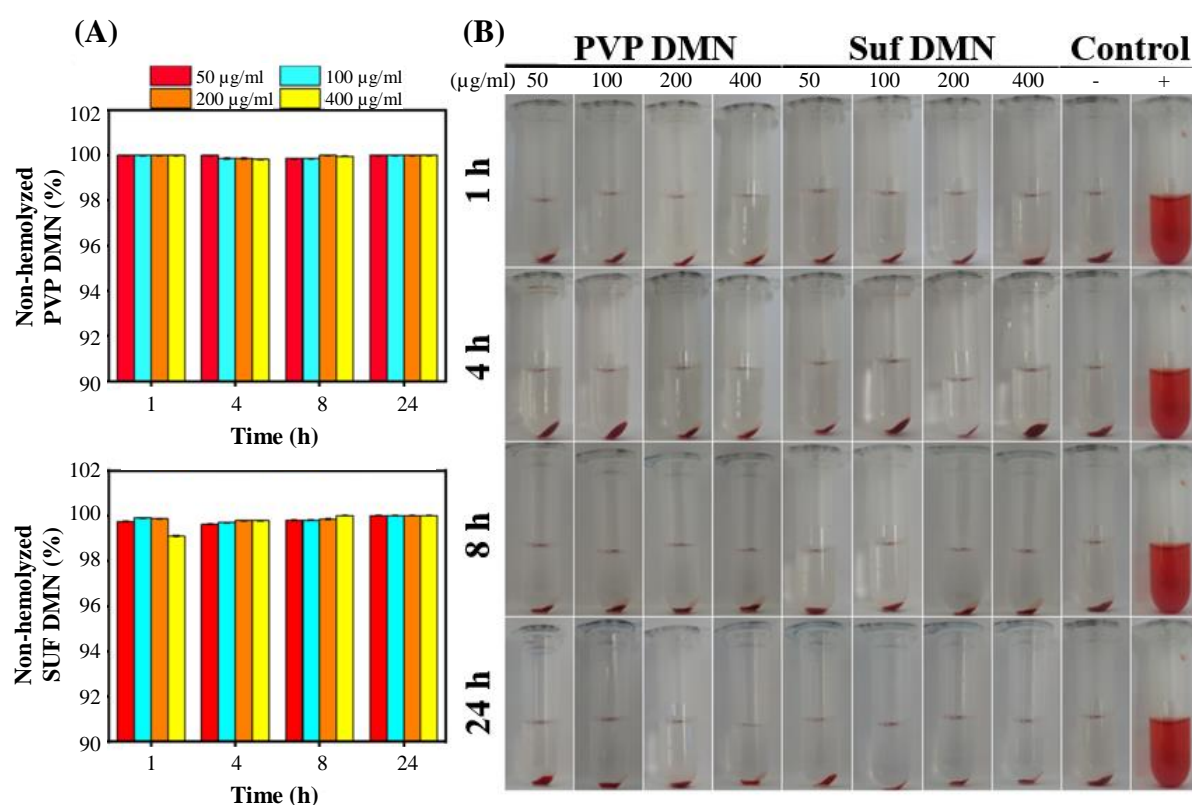 (A)
50 µg/ml 100 µg/ml
200 µg/ml 400 µg/ml
Non-hemolyzed
PVP DMN (%)
102
100
98
96
94
92
90
1 4 8 24
Time (h)
Non-hemolyzed
SUF DMN (%)
102
100
98
96
94
92
90
1 4 8 24
Time (h)
(B)
PVP DMN Suf DMN Control
(µg/ml) 50 100 200 400 50 100 200 400 - +
1 h
4 h
8 h
24 h